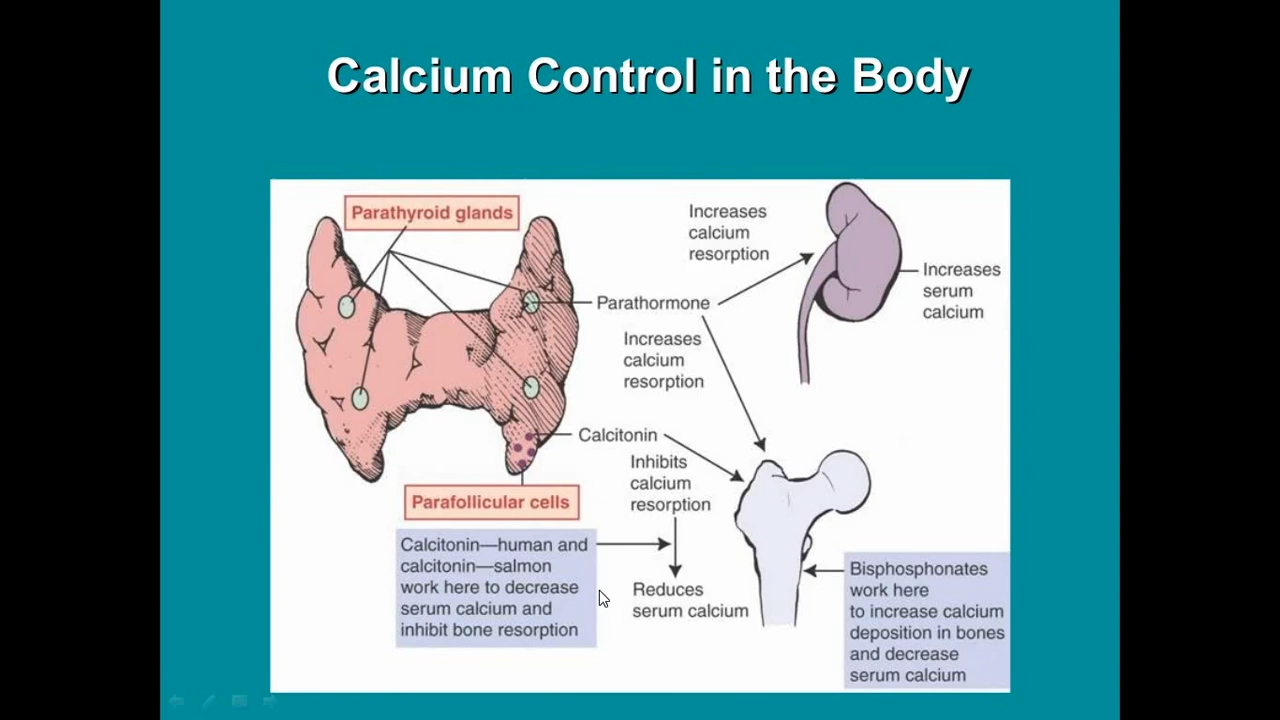 Calcium Control in the Body
Parathyroid glands
Increases
calcium
resorption
Increases
serum
calcium
Parathormone
Increases
calcium
resorption
Calcitonin
Inhibits
calcium
resorption
Parafollicular cells
Calcitonin—human and
calcitonin—salmon
work here to decrease
serum calcium and
inhibit bone resorption
Reduces
serum calcium
Bisphosphonates
work here
to increase calcium
deposition in bones
and decrease
serum calcium